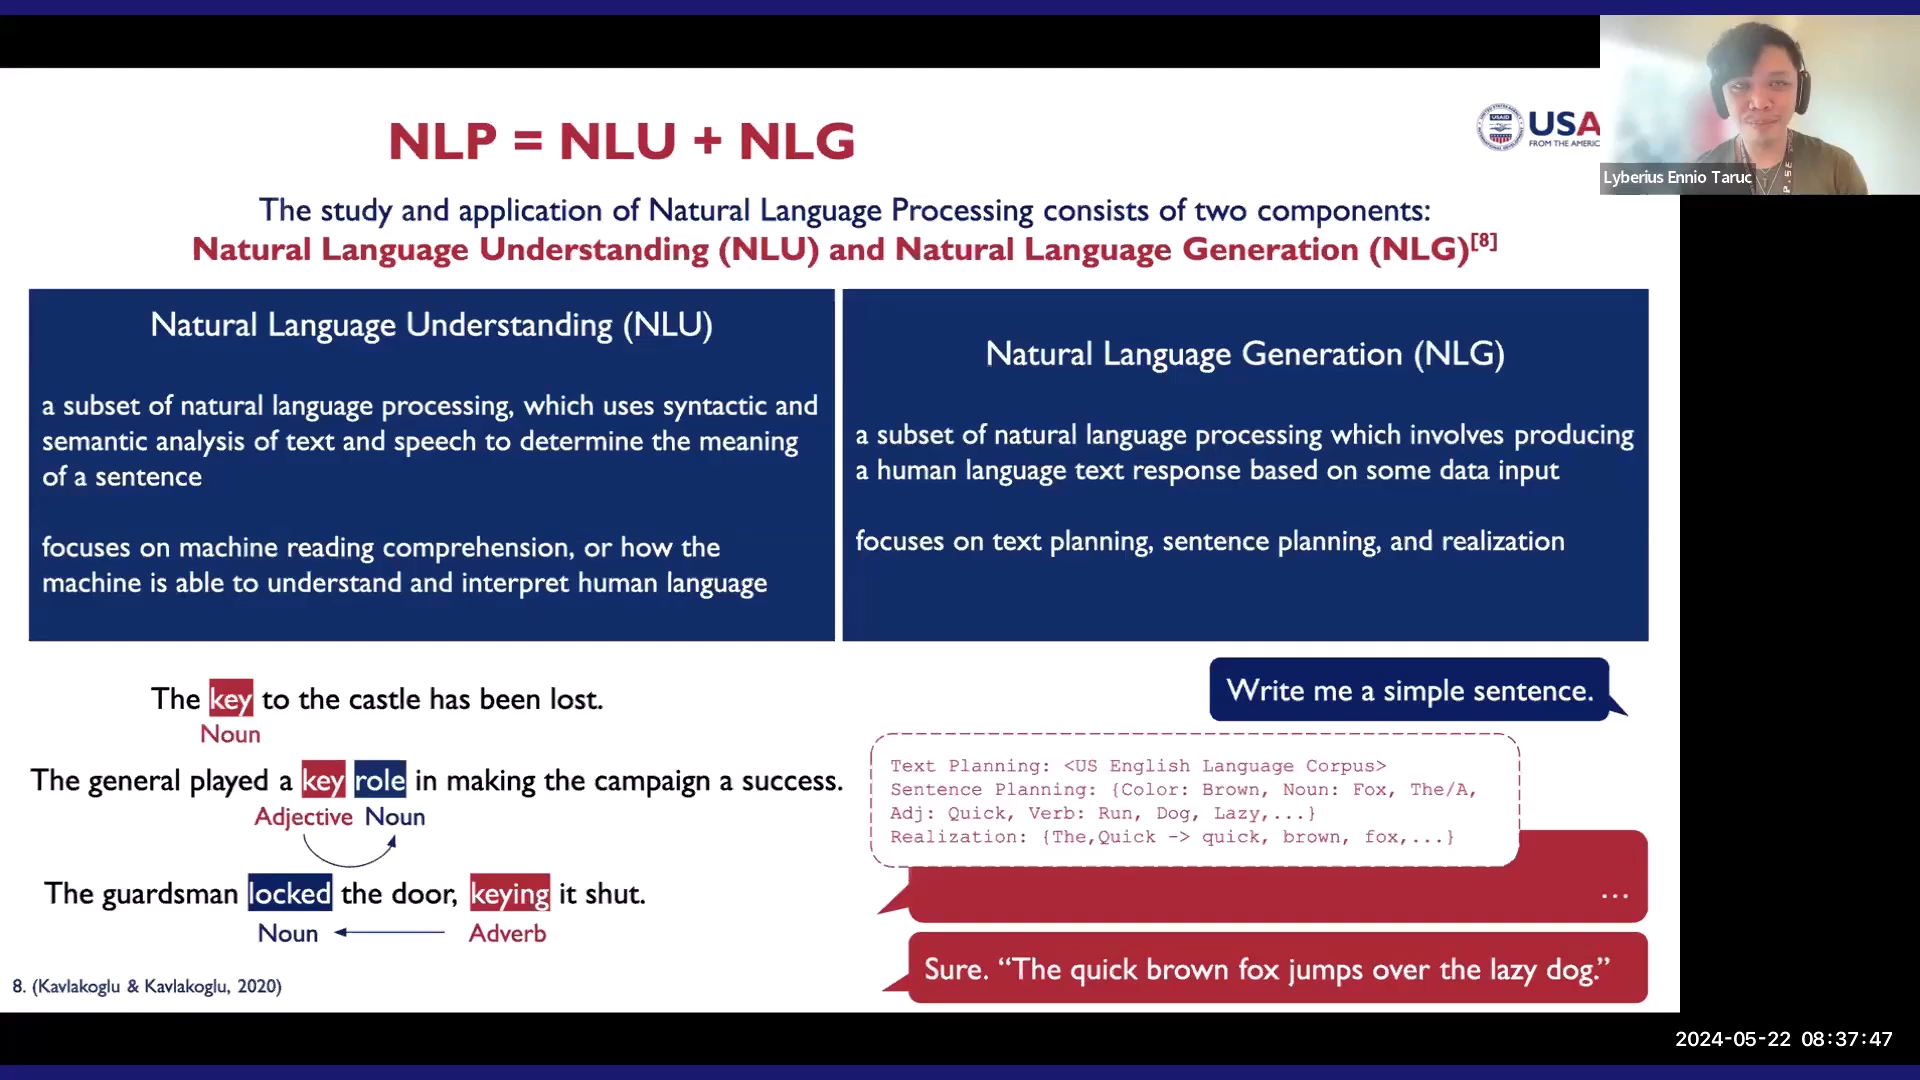 NLP = NLU + NLG
USAID
USA
FROM THE AMERIC
Lyberius Ennio Taruc
The study and application of Natural Language Processing consists of two components:
Natural Language Understanding (NLU) and Natural Language Generation (NLG)[8]
Natural Language Understanding (NLU)
a subset of natural language processing, which uses syntactic and
semantic analysis of text and speech to determine the meaning
of a sentence
focuses on machine reading comprehension, or how the
machine is able to understand and interpret human language
Natural Language Generation (NLG)
a subset of natural language processing which involves producing
a human language text response based on some data input
focuses on text planning, sentence planning, and realization
The key to the castle has been lost.
Noun
The general played a key role in making the campaign a success.
Adjective Noun
The guardsman locked the door, keying it shut.
Noun Adverb
8. (Kavlakoglu & Kavlakoglu, 2020)
Write me a simple sentence.
Text Planning: <US English Language Corpus>
Sentence Planning: {Color: Brown, Noun: Fox, The/A,
Adj: Quick, Verb: Run, Dog, Lazy,...}
Realization: {The,Quick -> quick, brown, fox,...}
...
Sure. “The quick brown fox jumps over the lazy dog.”
2024-05-22 08:37:47